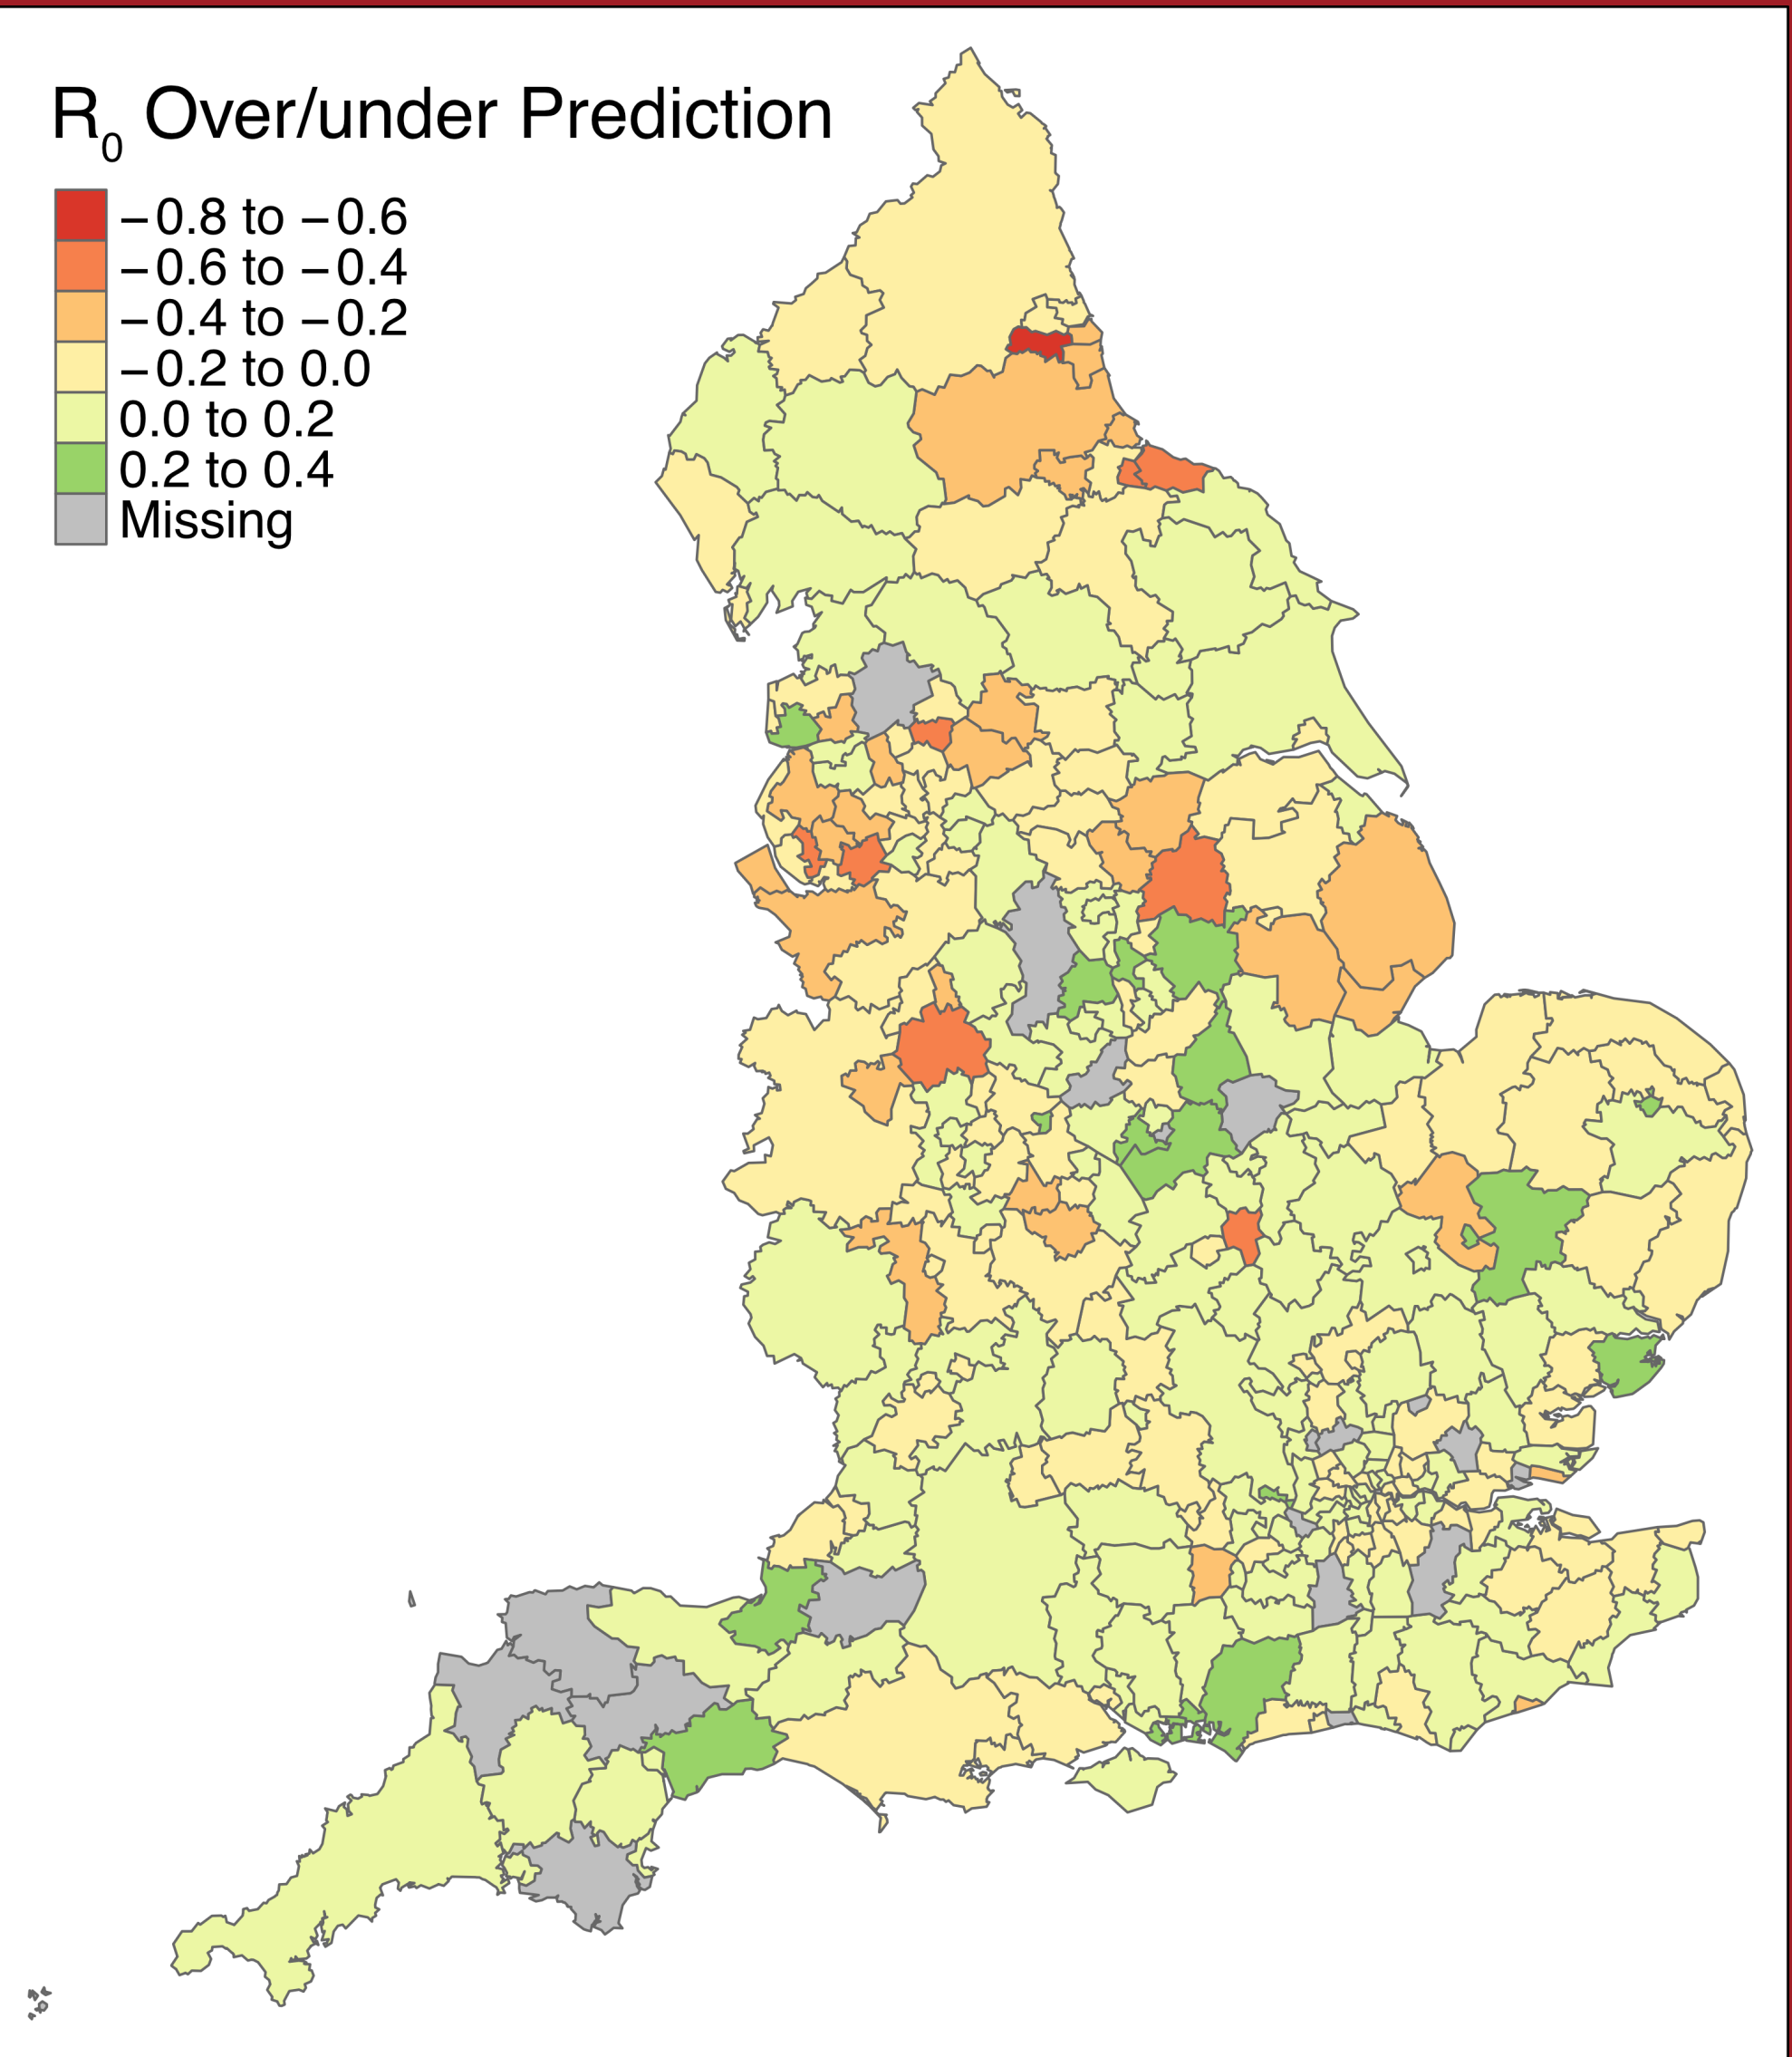 R0 Over/under Prediction
−0.8 to −0.6
−0.6 to −0.4
−0.4 to −0.2
−0.2 to 0.0
0.0 to 0.2
0.2 to 0.4
Missing